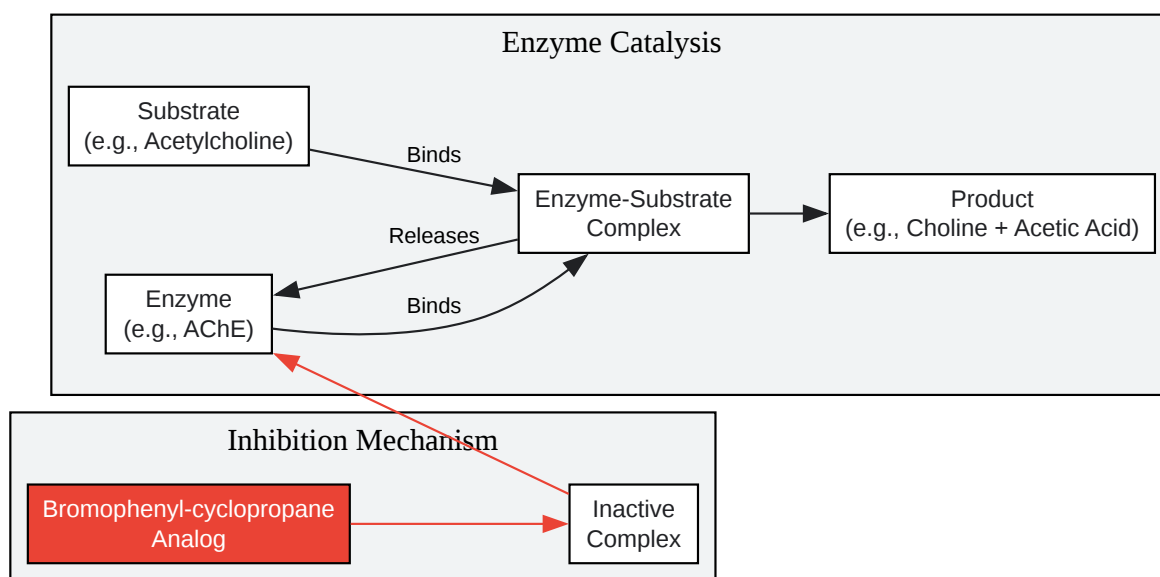 Enzyme Catalysis
Substrate
(e.g., Acetylcholine)
Binds
Enzyme-Substrate
Complex
Product
(e.g., Choline + Acetic Acid)
Releases
Enzyme
(e.g., AChE)
Binds
Inhibition Mechanism
Bromophenyl-cyclopropane
Analog
Inactive
Complex